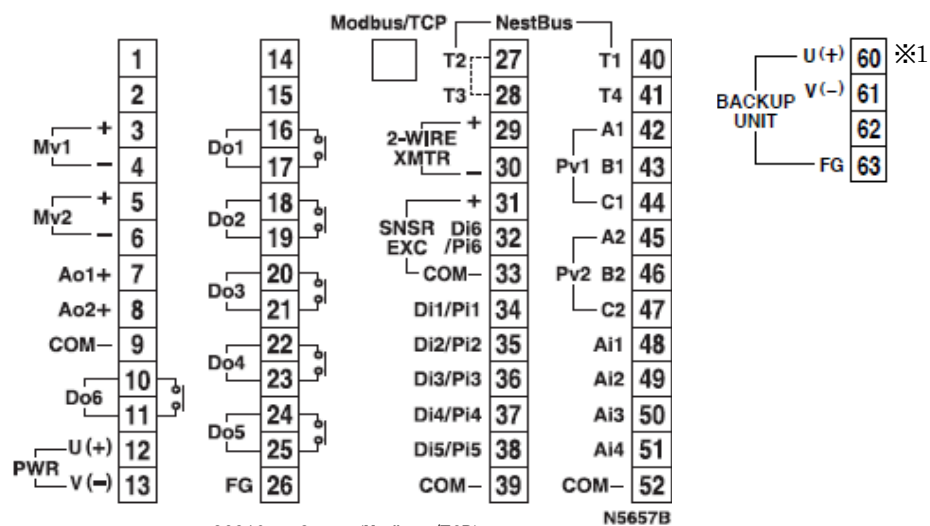 Modbus/TCP NestBus
1 14 T2 27 T1 40 U(+) 60 ※1
2 15 T3 28 T4 41 BACKUP UNIT V(−) 61
Mv1 + 3 Do1 16 2-WIRE XMTR + 29 Pv1 A1 42 62
− 4 17 − 30 B1 43 FG 63
Mv2 + 5 Do2 18 SNSR EXC + 31 C1 44
− 6 19 Di6/Pi6 32 Pv2 A2 45
Ao1+ 7 Do3 20 COM− 33 B2 46
Ao2+ 8 21 Di1/Pi1 34 C2 47
COM− 9 Do4 22 Di2/Pi2 35 Ai1 48
Do6 10 23 Di3/Pi3 36 Ai2 49
11 Do5 24 Di4/Pi4 37 Ai3 50
PWR U(+) 12 25 Di5/Pi5 38 Ai4 51
V(−) 13 FG 26 COM− 39 COM− 52
N5657B